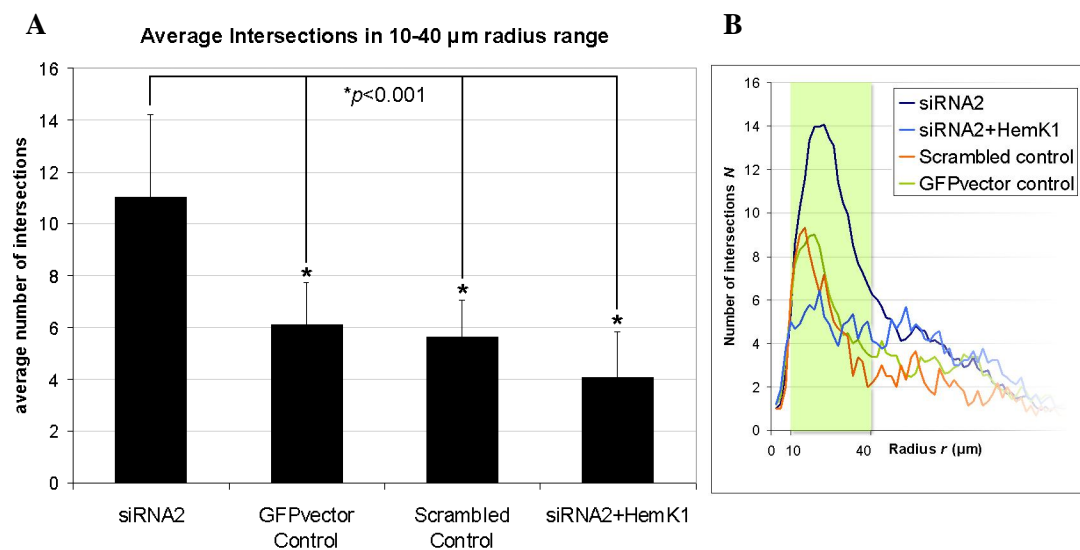 A
Average Intersections in 10-40 µm radius range
average number of intersections
16
14
12
10
8
6
4
2
0
*p<0.001
*
*
*
siRNA2
GFPvector
Control
Scrambled
Control
siRNA2+HemK1
B
Number of intersections N
16
14
12
10
8
6
4
2
0
siRNA2
siRNA2+HemK1
Scrambled control
GFPvector control
0 10 40 Radius r (µm)